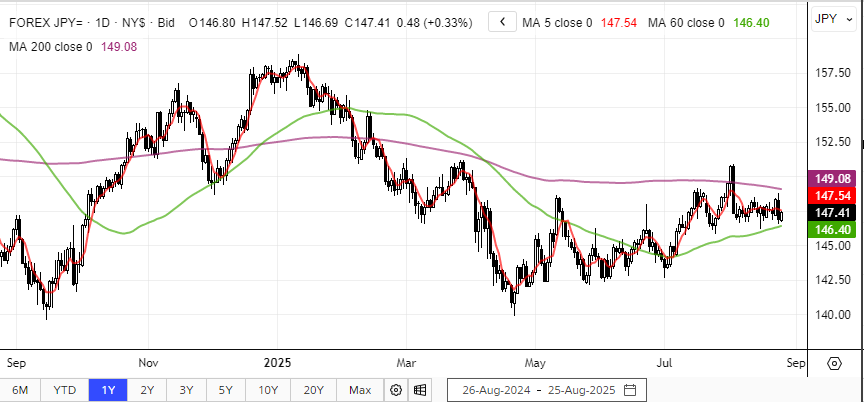 FOREX JPY= · 1D · NY$ · Bid O146.80 H147.52 L146.69 C147.41 0.48 (+0.33%) MA 5 close 0 147.54 MA 60 close 0 146.40 JPY
MA 200 close 0 149.08
157.50
155.00
152.50
149.08
147.54
147.41
146.40
145.00
142.50
140.00
Sep Nov 2025 Mar May Jul Sep
6M YTD 1Y 2Y 3Y 5Y 10Y 20Y Max 26-Aug-2024 - 25-Aug-2025